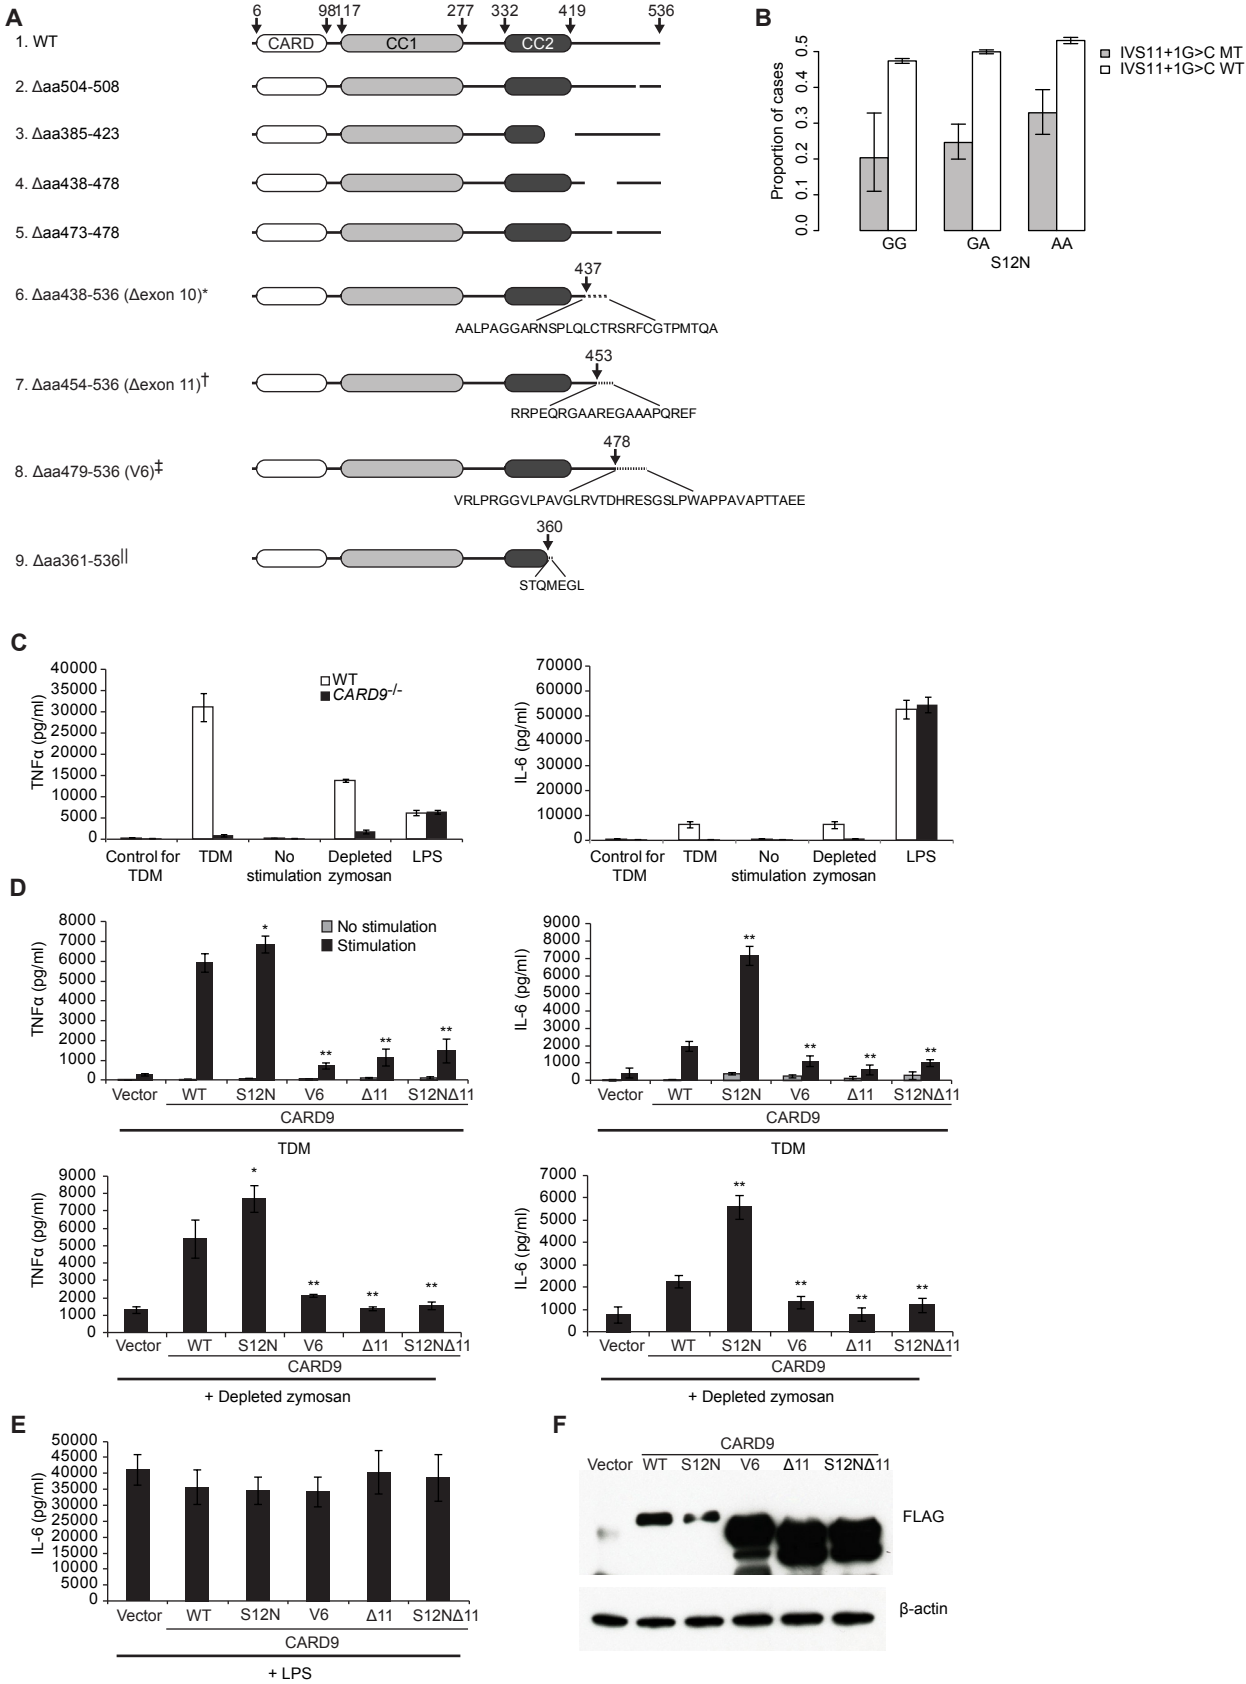 A
6 98 117 277 332 419 536
1. WT
CARD CC1 CC2
2. Δaa504-508
3. Δaa385-423
4. Δaa438-478
5. Δaa473-478
437
6. Δaa438-536 (Δexon 10)*
AALPAGGARNSPLQLCTRSRFCGTPMTQA
453
7. Δaa454-536 (Δexon 11)†
RRPEQRGAAREGAAAPQREF
478
8. Δaa479-536 (V6)‡
VRLPRGGVLPAVGLRVTDHRESGSLPWAPPAVAPTTAEE
360
9. Δaa361-536||
STQMEGL
B
Proportion of cases
0.5
0.4
0.3
0.2
0.1
0.0
IVS11+1G>C MT
IVS11+1G>C WT
GG GA AA
S12N
C
TNFα (pg/ml)
40000
35000
30000
25000
20000
15000
10000
5000
0
WT
CARD9-/-
Control for TDM No Depleted LPS
TDM stimulation zymosan
IL-6 (pg/ml)
70000
60000
50000
40000
30000
20000
10000
0
Control for TDM No Depleted LPS
TDM stimulation zymosan
D
TNFα (pg/ml)
8000
7000
6000
5000
4000
3000
2000
1000
0
No stimulation
Stimulation
*
** ** **
Vector WT S12N V6 Δ11 S12NΔ11
CARD9
TDM
IL-6 (pg/ml)
9000
8000
7000
6000
5000
4000
3000
2000
1000
0
**
** ** **
Vector WT S12N V6 Δ11 S12NΔ11
CARD9
TDM
TNFα (pg/ml)
9000
8000
7000
6000
5000
4000
3000
2000
1000
0
*
** ** **
Vector WT S12N V6 Δ11 S12NΔ11
CARD9
+ Depleted zymosan
IL-6 (pg/ml)
7000
6000
5000
4000
3000
2000
1000
0
**
** ** **
Vector WT S12N V6 Δ11 S12NΔ11
CARD9
+ Depleted zymosan
E
IL-6 (pg/ml)
50000
45000
40000
35000
30000
25000
20000
15000
10000
5000
0
Vector WT S12N V6 Δ11 S12NΔ11
CARD9
+ LPS
F
CARD9
Vector WT S12N V6 Δ11 S12NΔ11
FLAG
β-actin